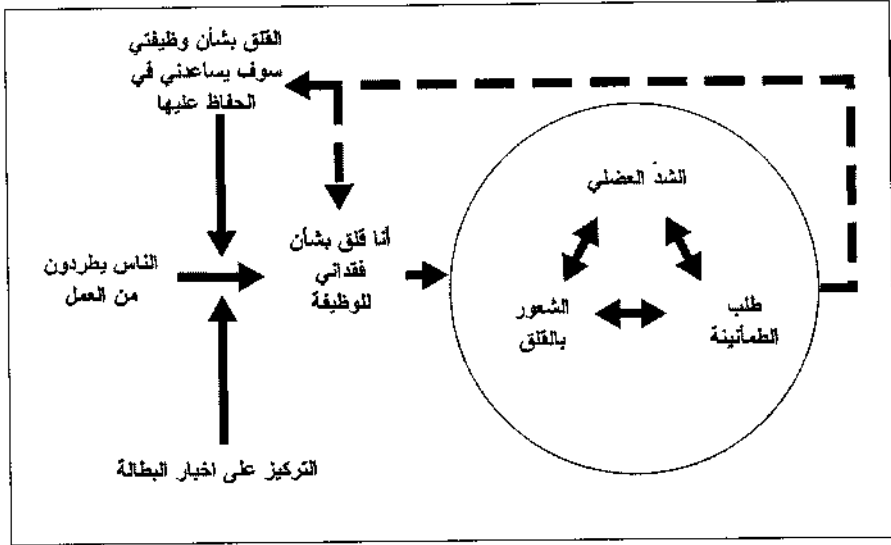 القلق بشأن وظيفتي
سوف يساعدني في
الحفاظ عليها
الناس يطردون
من العمل
التركيز على اخبار البطالة
أنا قلق بشأن
فقداني
للوظيفة
الشدّ العضلي
الشعور
بالقلق
طلب
الطمأنينة